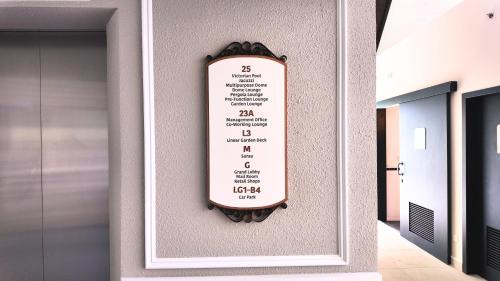 25
Victorian Pool
Jacuzzi
Multipurpose Dome
Dome Lounge
Pergola Lounge
Pre-Function Lounge
Garden Lounge
23A
Management Office
Co-Working Lounge
L3
Linear Garden Deck
M
Surau
G
Grand Lobby
Mail Room
Retail Shops
LG1-B4
Car Park